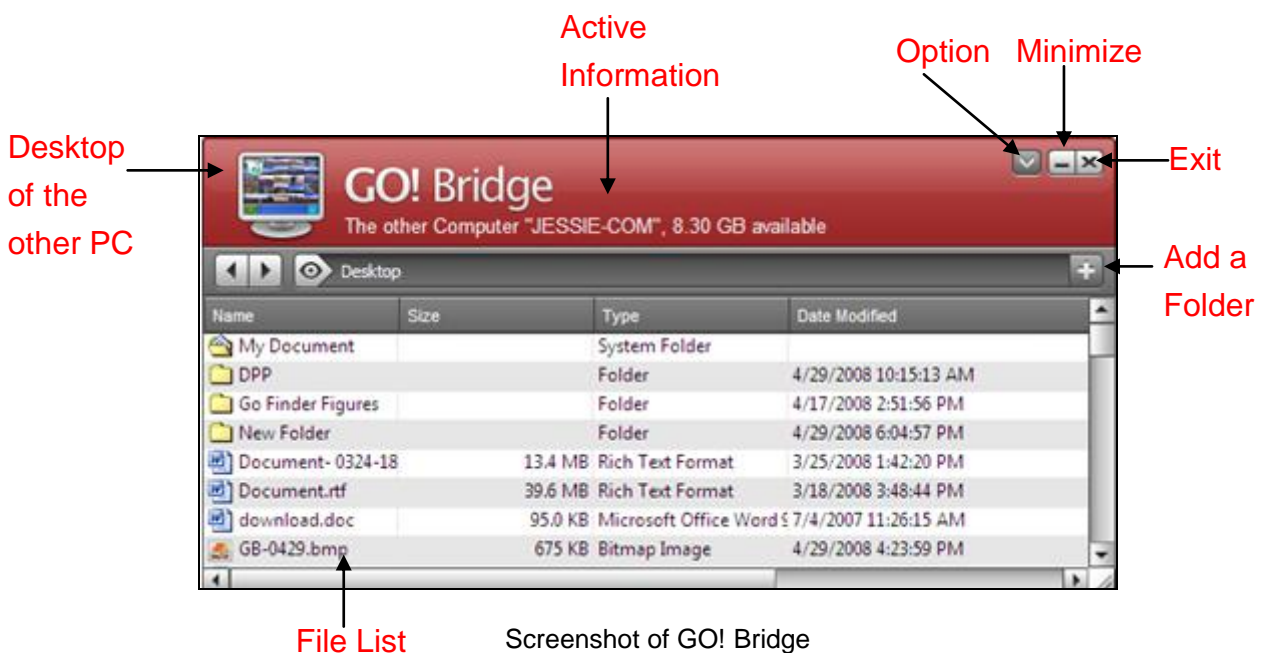 Active
Information
Option Minimize
Desktop
of the
other PC
Exit
GO! Bridge
The other Computer "JESSIE-COM", 8.30 GB available
Desktop
Add a
Folder
Name Size Type Date Modified
My Document System Folder
DPP Folder 4/29/2008 10:15:13 AM
Go Finder Figures Folder 4/17/2008 2:51:56 PM
New Folder Folder 4/29/2008 6:04:57 PM
Document- 0324-18 13.4 MB Rich Text Format 3/25/2008 1:42:20 PM
Document.rtf 39.6 MB Rich Text Format 3/18/2008 3:48:44 PM
download.doc 95.0 KB Microsoft Office Word 9 7/4/2007 11:26:15 AM
GB-0429.bmp 675 KB Bitmap Image 4/29/2008 4:23:59 PM
File List
Screenshot of GO! Bridge